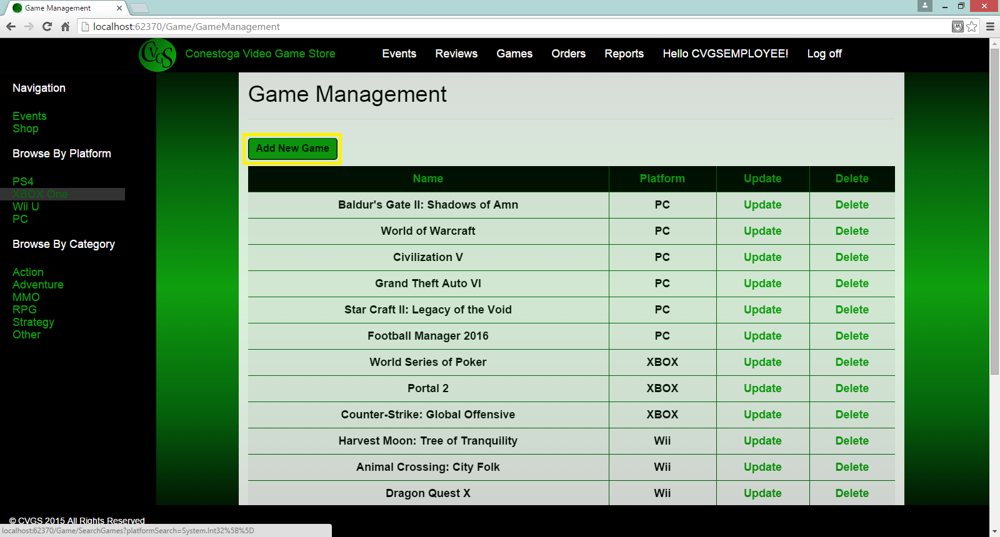 Game Management
localhost:62370/Game/GameManagement
CVGS Conestoga Video Game Store Events Reviews Games Orders Reports Hello CVGSEMPLOYEE! Log off
Navigation
Events
Shop
Browse By Platform
PS4
XBOX One
Wii U
PC
Browse By Category
Action
Adventure
MMO
RPG
Strategy
Other
Game Management
Add New Game
Name Platform Update Delete
Baldur's Gate II: Shadows of Amn PC Update Delete
World of Warcraft PC Update Delete
Civilization V PC Update Delete
Grand Theft Auto VI PC Update Delete
Star Craft II: Legacy of the Void PC Update Delete
Football Manager 2016 PC Update Delete
World Series of Poker XBOX Update Delete
Portal 2 XBOX Update Delete
Counter-Strike: Global Offensive XBOX Update Delete
Harvest Moon: Tree of Tranquility Wii Update Delete
Animal Crossing: City Folk Wii Update Delete
Dragon Quest X Wii Update Delete
© CVGS 2015 All Rights Reserved
localhost:62370/Game/SearchGames?platformSearch=System.Int32%5B%5D